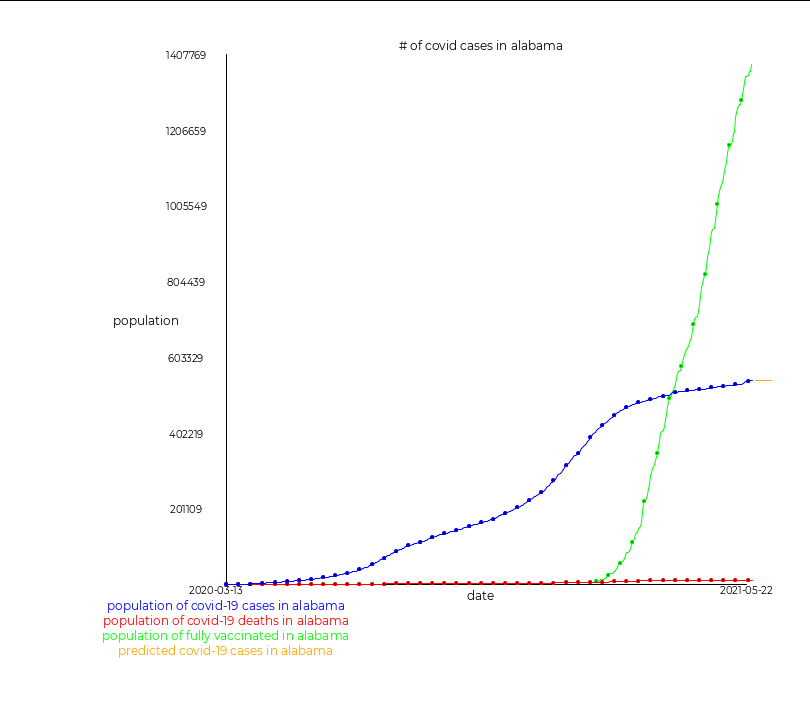 # of covid cases in alabama
1407769
1206659
1005549
804439
population
603329
402219
201109
2020-03-13
date
2021-05-22
population of covid-19 cases in alabama
population of covid-19 deaths in alabama
population of fully vaccinated in alabama
predicted covid-19 cases in alabama